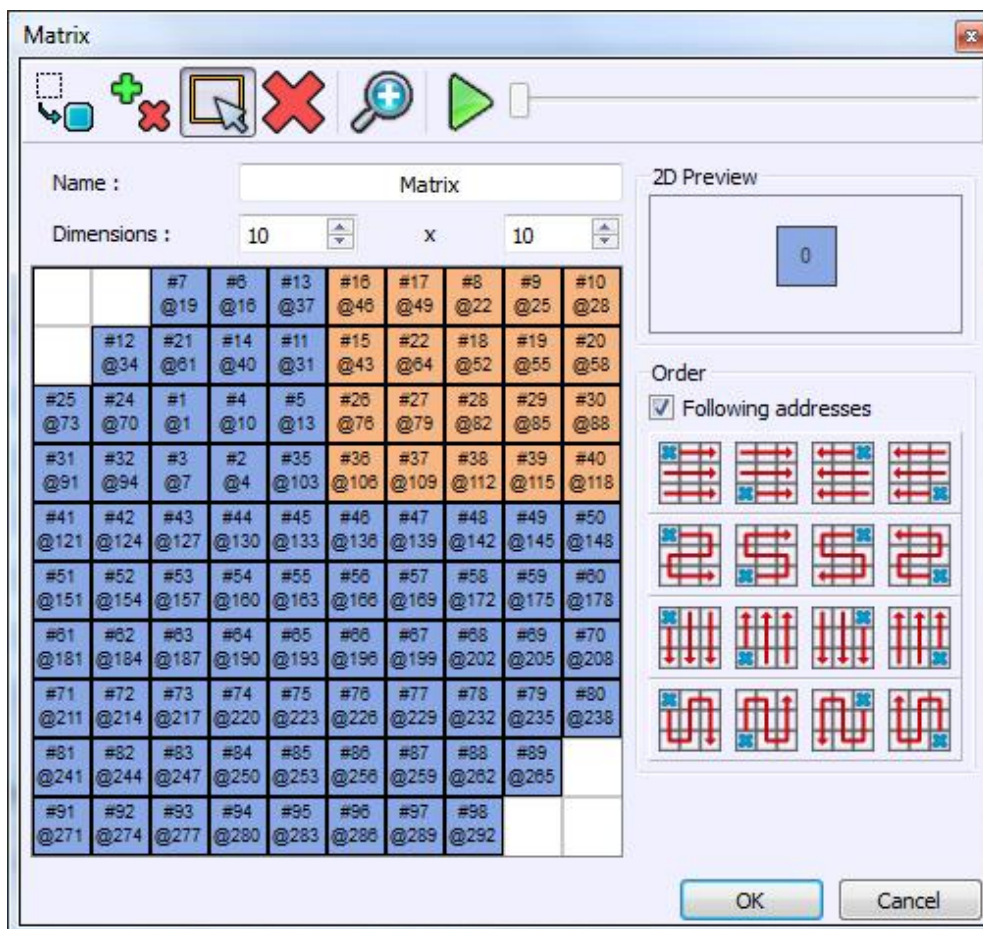 Matrix
Name :
Matrix
2D Preview
Dimensions :
10
x
10
0
#7 #6 #13 #16 #17 #8 #9 #10
@19 @16 @37 @46 @49 @22 @25 @28
#12 #21 #14 #11 #15 #22 #18 #19 #20
@34 @61 @40 @31 @43 @64 @52 @55 @58
Order
Following addresses
#25 #24 #1 #4 #5 #26 #27 #28 #29 #30
@73 @70 @1 @10 @13 @76 @79 @82 @85 @88
#31 #32 #3 #2 #35 #36 #37 #38 #39 #40
@91 @94 @7 @4 @103 @106 @109 @112 @115 @118
#41 #42 #43 #44 #45 #46 #47 #48 #49 #50
@121 @124 @127 @130 @133 @136 @139 @142 @145 @148
#51 #52 #53 #54 #55 #56 #57 #58 #59 #60
@151 @154 @157 @160 @163 @166 @169 @172 @175 @178
#61 #62 #63 #64 #65 #66 #67 #68 #69 #70
@181 @184 @187 @190 @193 @196 @199 @202 @205 @208
#71 #72 #73 #74 #75 #76 #77 #78 #79 #80
@211 @214 @217 @220 @223 @226 @229 @232 @235 @238
#81 #82 #83 #84 #85 #86 #87 #88 #89
@241 @244 @247 @250 @253 @256 @259 @262 @265
#91 #92 #93 #94 #95 #96 #97 #98
@271 @274 @277 @280 @283 @286 @289 @292
OK
Cancel